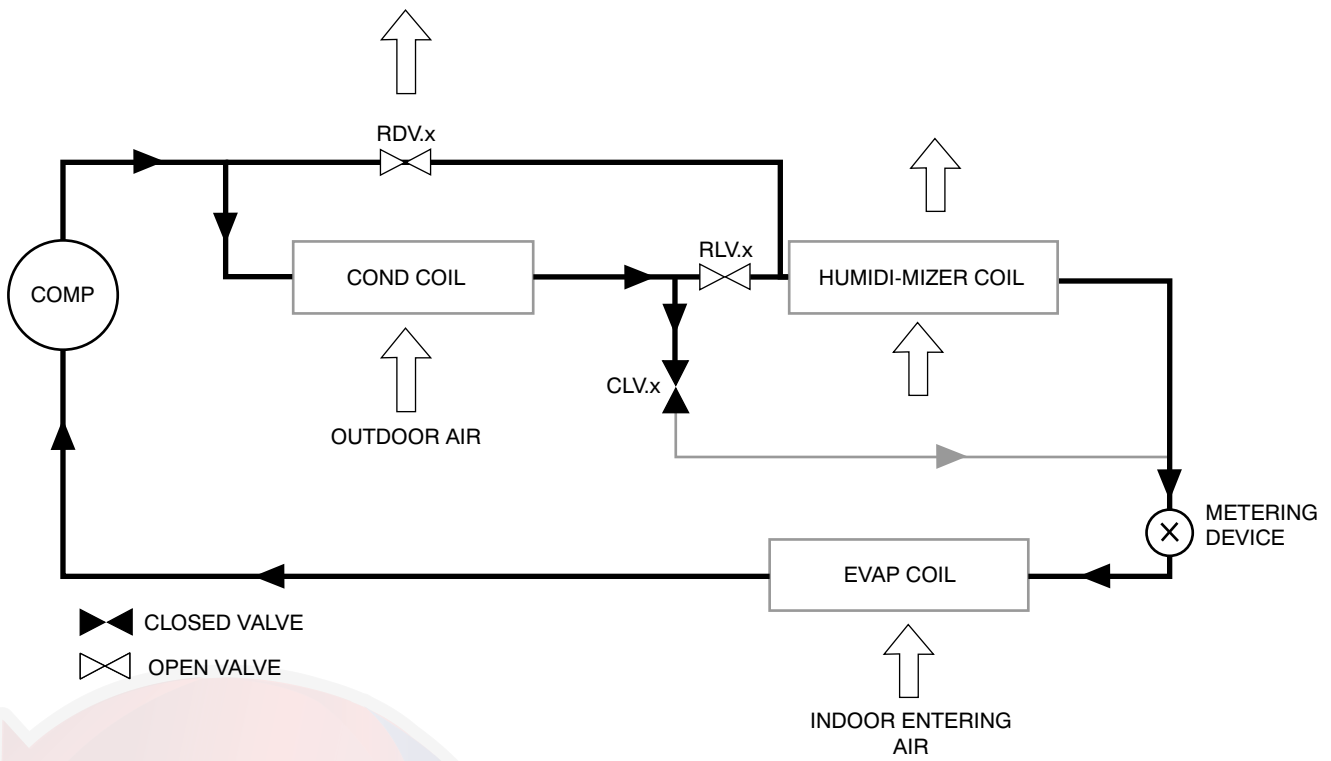 RDV.x
RLV.x
COMP
COND COIL
HUMIDI-MIZER COIL
CLV.x
OUTDOOR AIR
METERING
DEVICE
EVAP COIL
CLOSED VALVE
OPEN VALVE
INDOOR ENTERING
AIR